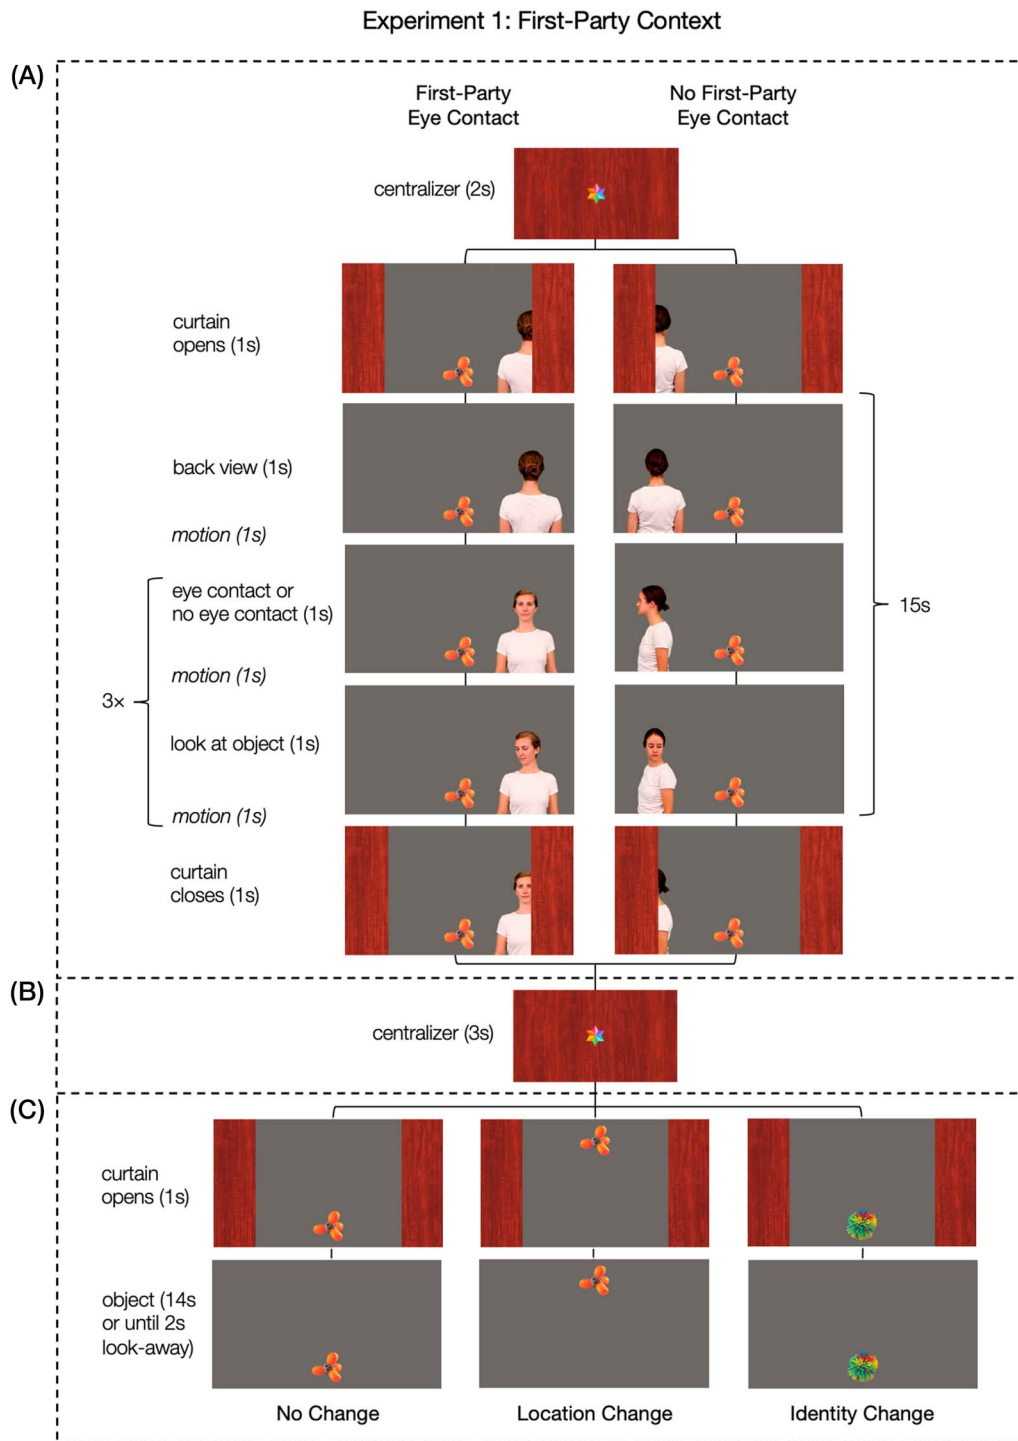 Experiment 1: First-Party Context
(A)
First-Party
Eye Contact
No First-Party
Eye Contact
centralizer (2s)
curtain
opens (1s)
back view (1s)
motion (1s)
eye contact or
no eye contact (1s)
motion (1s)
3×
look at object (1s)
motion (1s)
15s
curtain
closes (1s)
(B)
centralizer (3s)
(C)
curtain
opens (1s)
object (14s
or until 2s
look-away)
No Change
Location Change
Identity Change